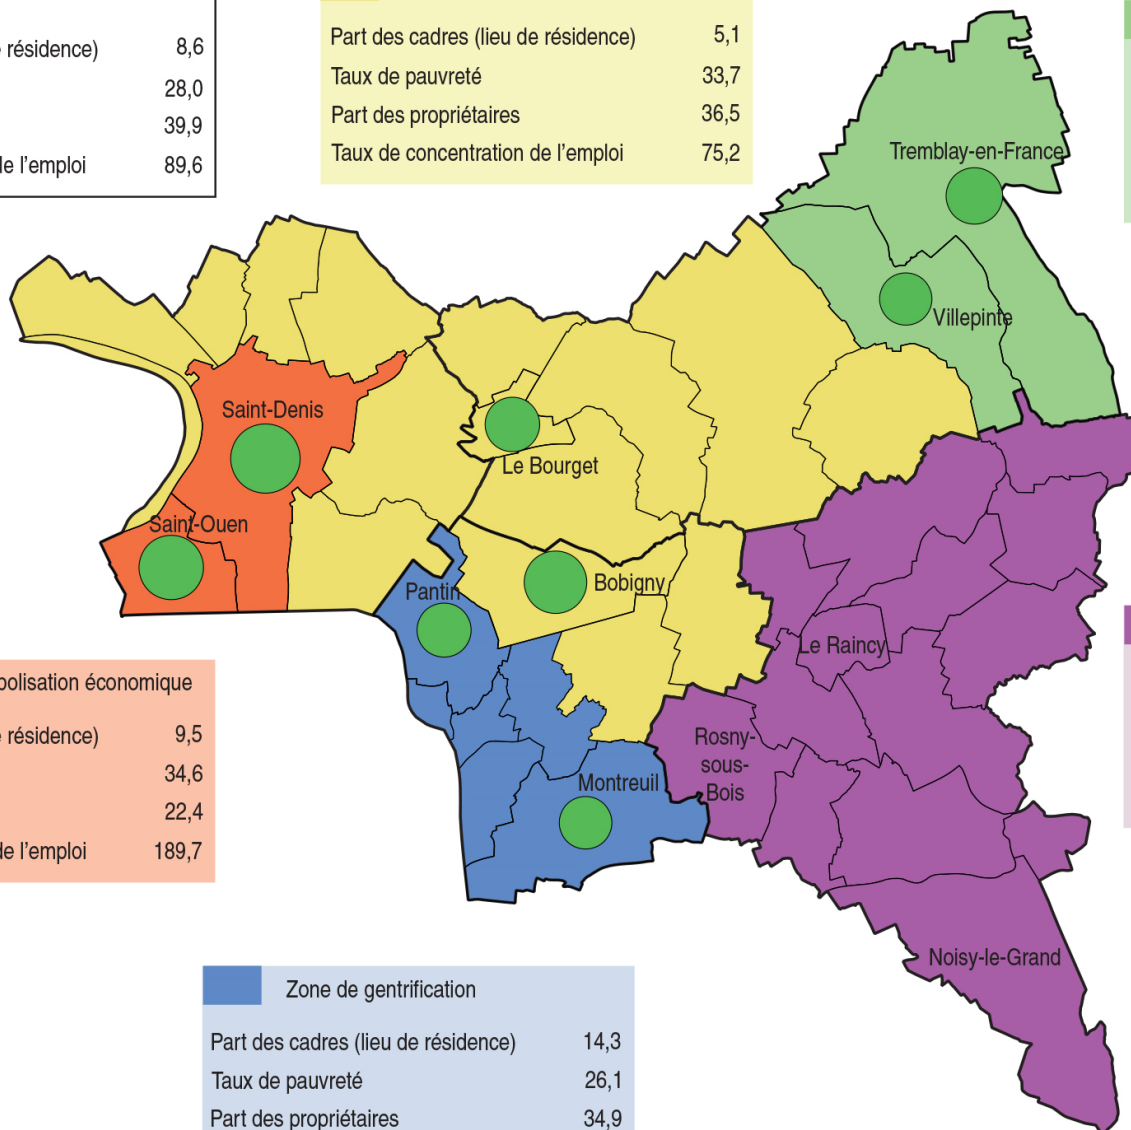 résidence) 8,6
28,0
39,9
de l’emploi 89,6
Part des cadres (lieu de résidence) 5,1
Taux de pauvreté 33,7
Part des propriétaires 36,5
Taux de concentration de l’emploi 75,2
Tremblay-en-France
Villepinte
Saint-Denis
Le Bourget
Saint-Ouen
Bobigny
Pantin
Le Raincy
Rosny-
sous-
Bois
Montreuil
Noisy-le-Grand
polisation économique
résidence) 9,5
34,6
22,4
de l’emploi 189,7
Zone de gentrification
Part des cadres (lieu de résidence) 14,3
Taux de pauvreté 26,1
Part des propriétaires 34,9